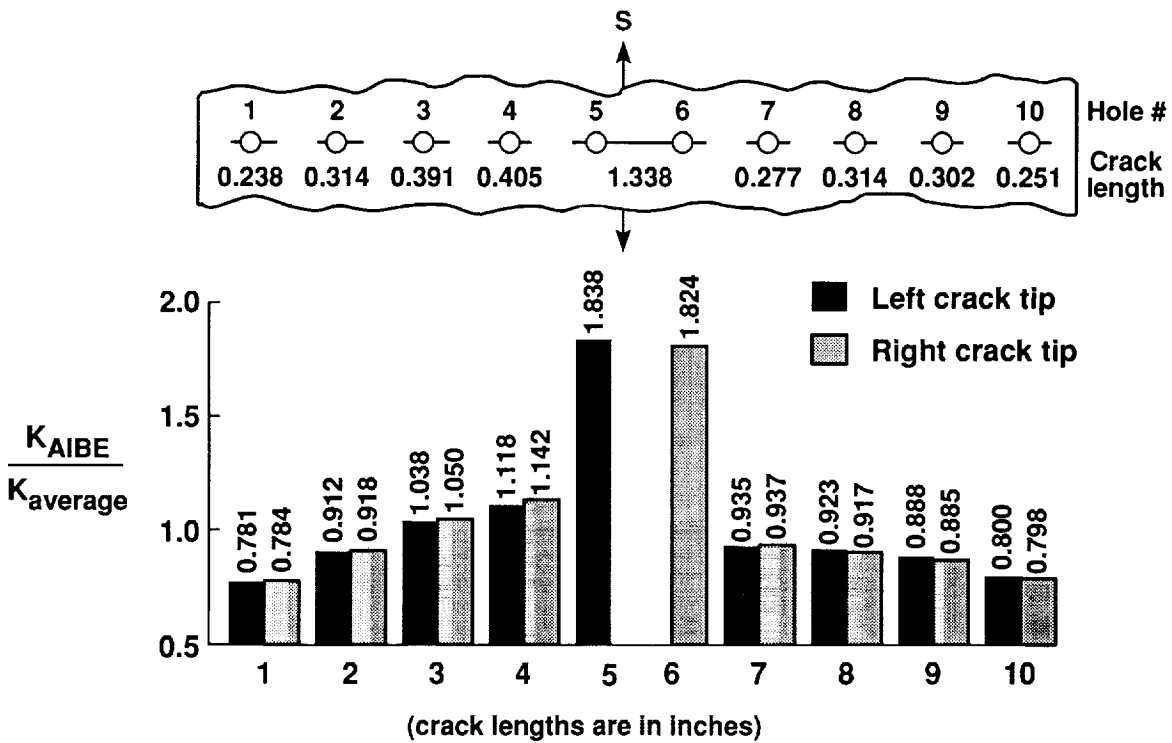 S
1 2 3 4 5 6 7 8 9 10 Hole #
0.238 0.314 0.391 0.405 1.338 0.277 0.314 0.302 0.251 Crack length
2.0
1.5
1.0
0.5
K_AIBE
K_average
Left crack tip
Right crack tip
0.781 0.784 0.912 0.918 1.038 1.050 1.118 1.142 1.838 1.824 0.935 0.937 0.923 0.917 0.888 0.885 0.800 0.798
1 2 3 4 5 6 7 8 9 10
(crack lengths are in inches)